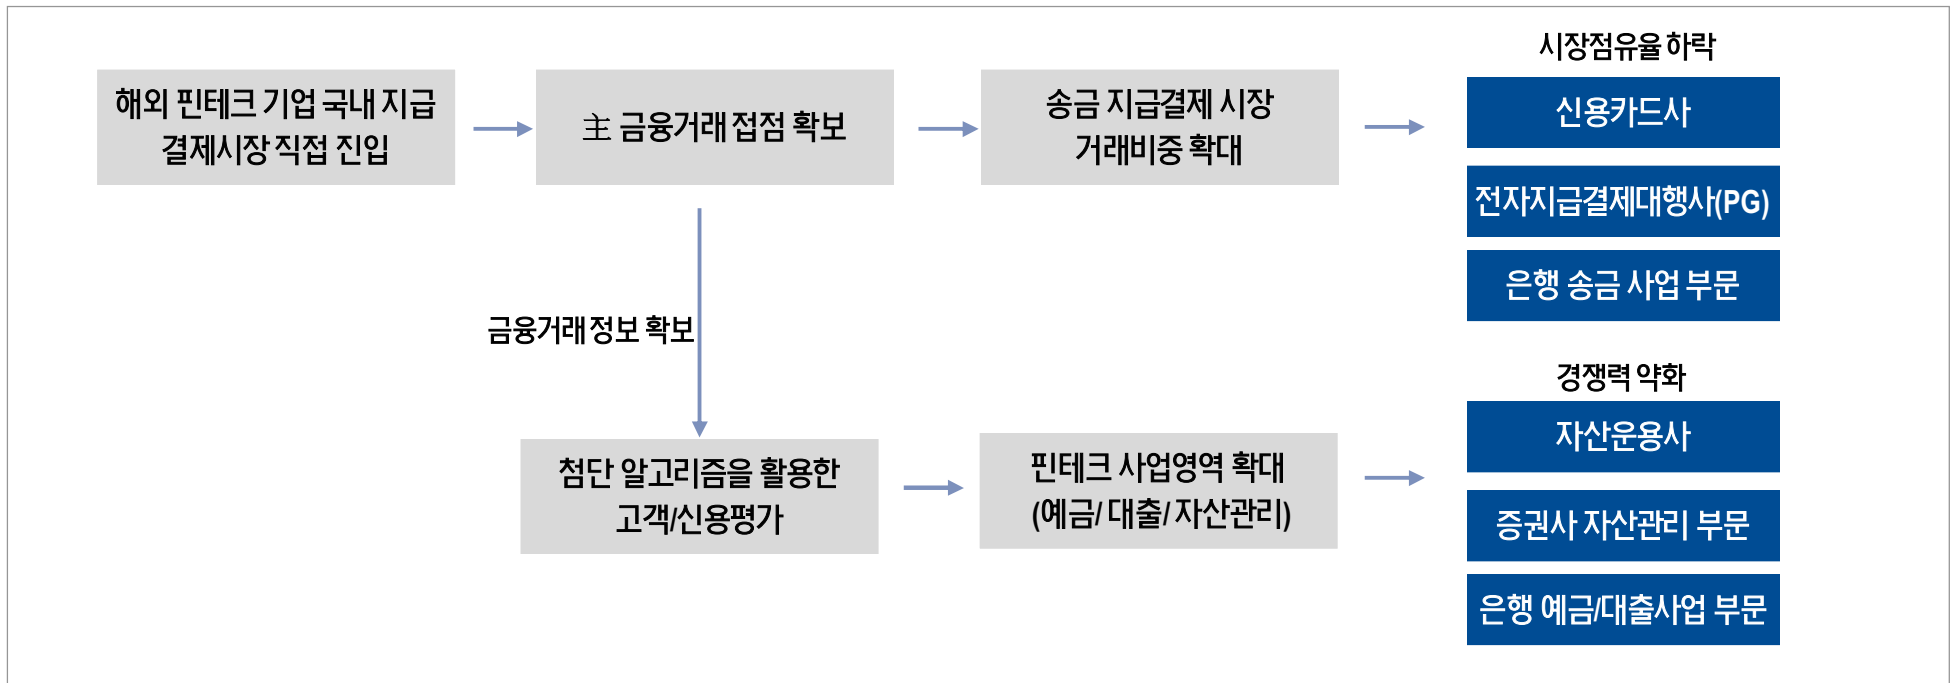 해외 핀테크 기업 국내 지급
결제시장 직접 진입
主 금융거래 접점 확보
송금 지급결제 시장
거래비중 확대
시장점유율 하락
신용카드사
전자지급결제대행사(PG)
은행 송금 사업 부문
금융거래 정보 확보
첨단 알고리즘을 활용한
고객/신용평가
핀테크 사업영역 확대
(예금/ 대출/ 자산관리)
경쟁력 약화
자산운용사
증권사 자산관리 부문
은행 예금/대출사업 부문